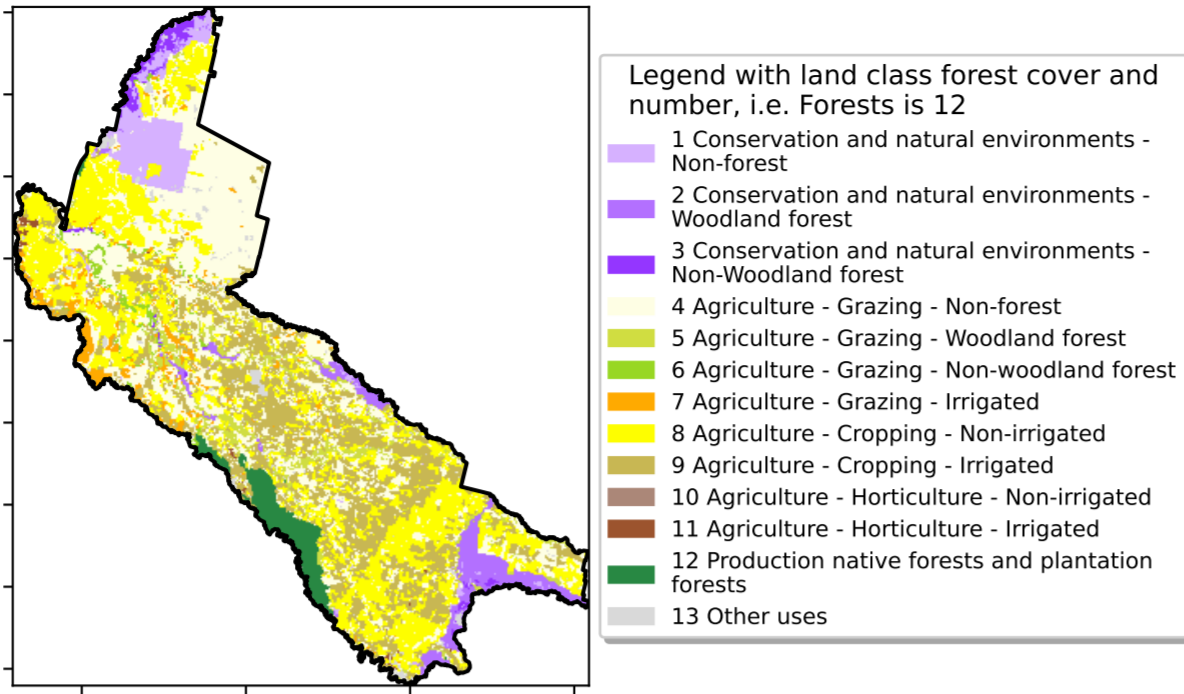 Legend with land class forest cover and
number, i.e. Forests is 12
1 Conservation and natural environments -
Non-forest
2 Conservation and natural environments -
Woodland forest
3 Conservation and natural environments -
Non-Woodland forest
4 Agriculture - Grazing - Non-forest
5 Agriculture - Grazing - Woodland forest
6 Agriculture - Grazing - Non-woodland forest
7 Agriculture - Grazing - Irrigated
8 Agriculture - Cropping - Non-irrigated
9 Agriculture - Cropping - Irrigated
10 Agriculture - Horticulture - Non-irrigated
11 Agriculture - Horticulture - Irrigated
12 Production native forests and plantation
forests
13 Other uses